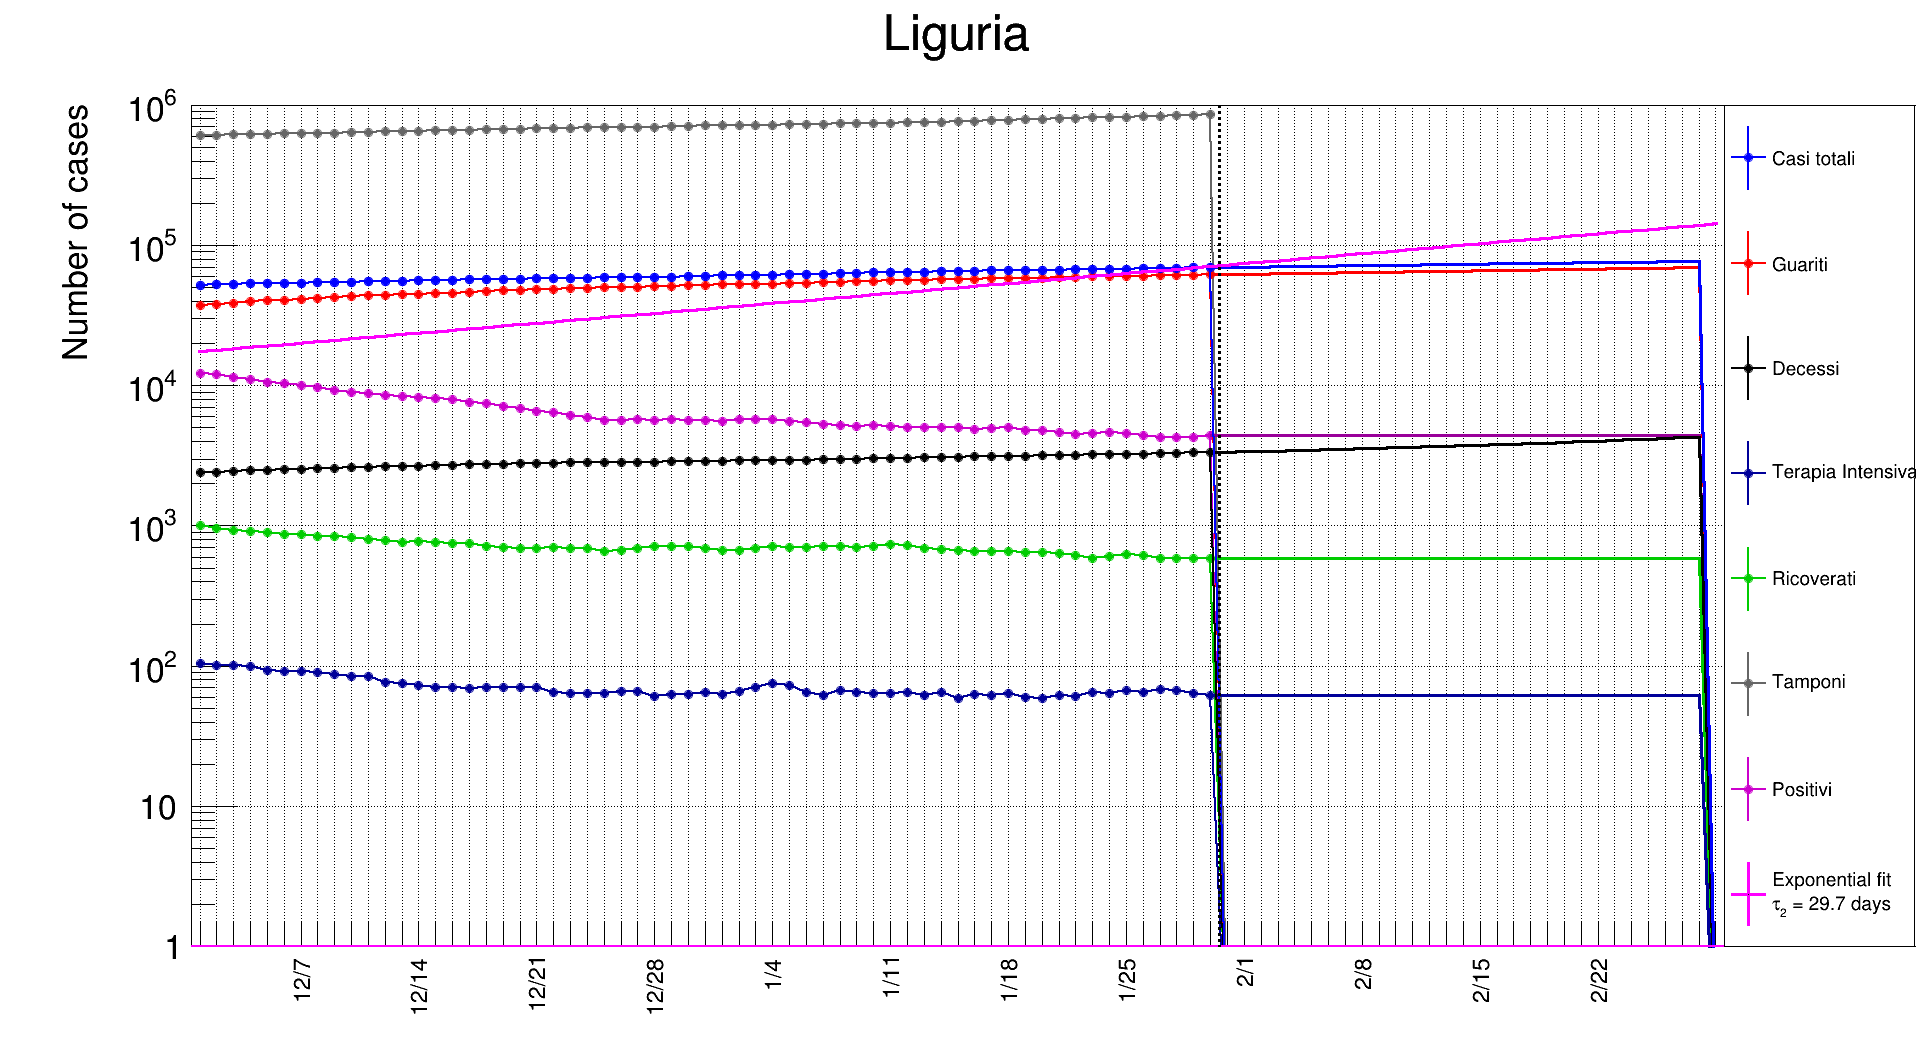 Liguria
Number of cases
10^6
10^5
10^4
10^3
10^2
10
1
12/7
12/14
12/21
12/28
1/4
1/11
1/18
1/25
2/1
2/8
2/15
2/22
Casi totali
Guariti
Decessi
Terapia Intensiva
Ricoverati
Tamponi
Positivi
Exponential fit
τ₂ = 29.7 days